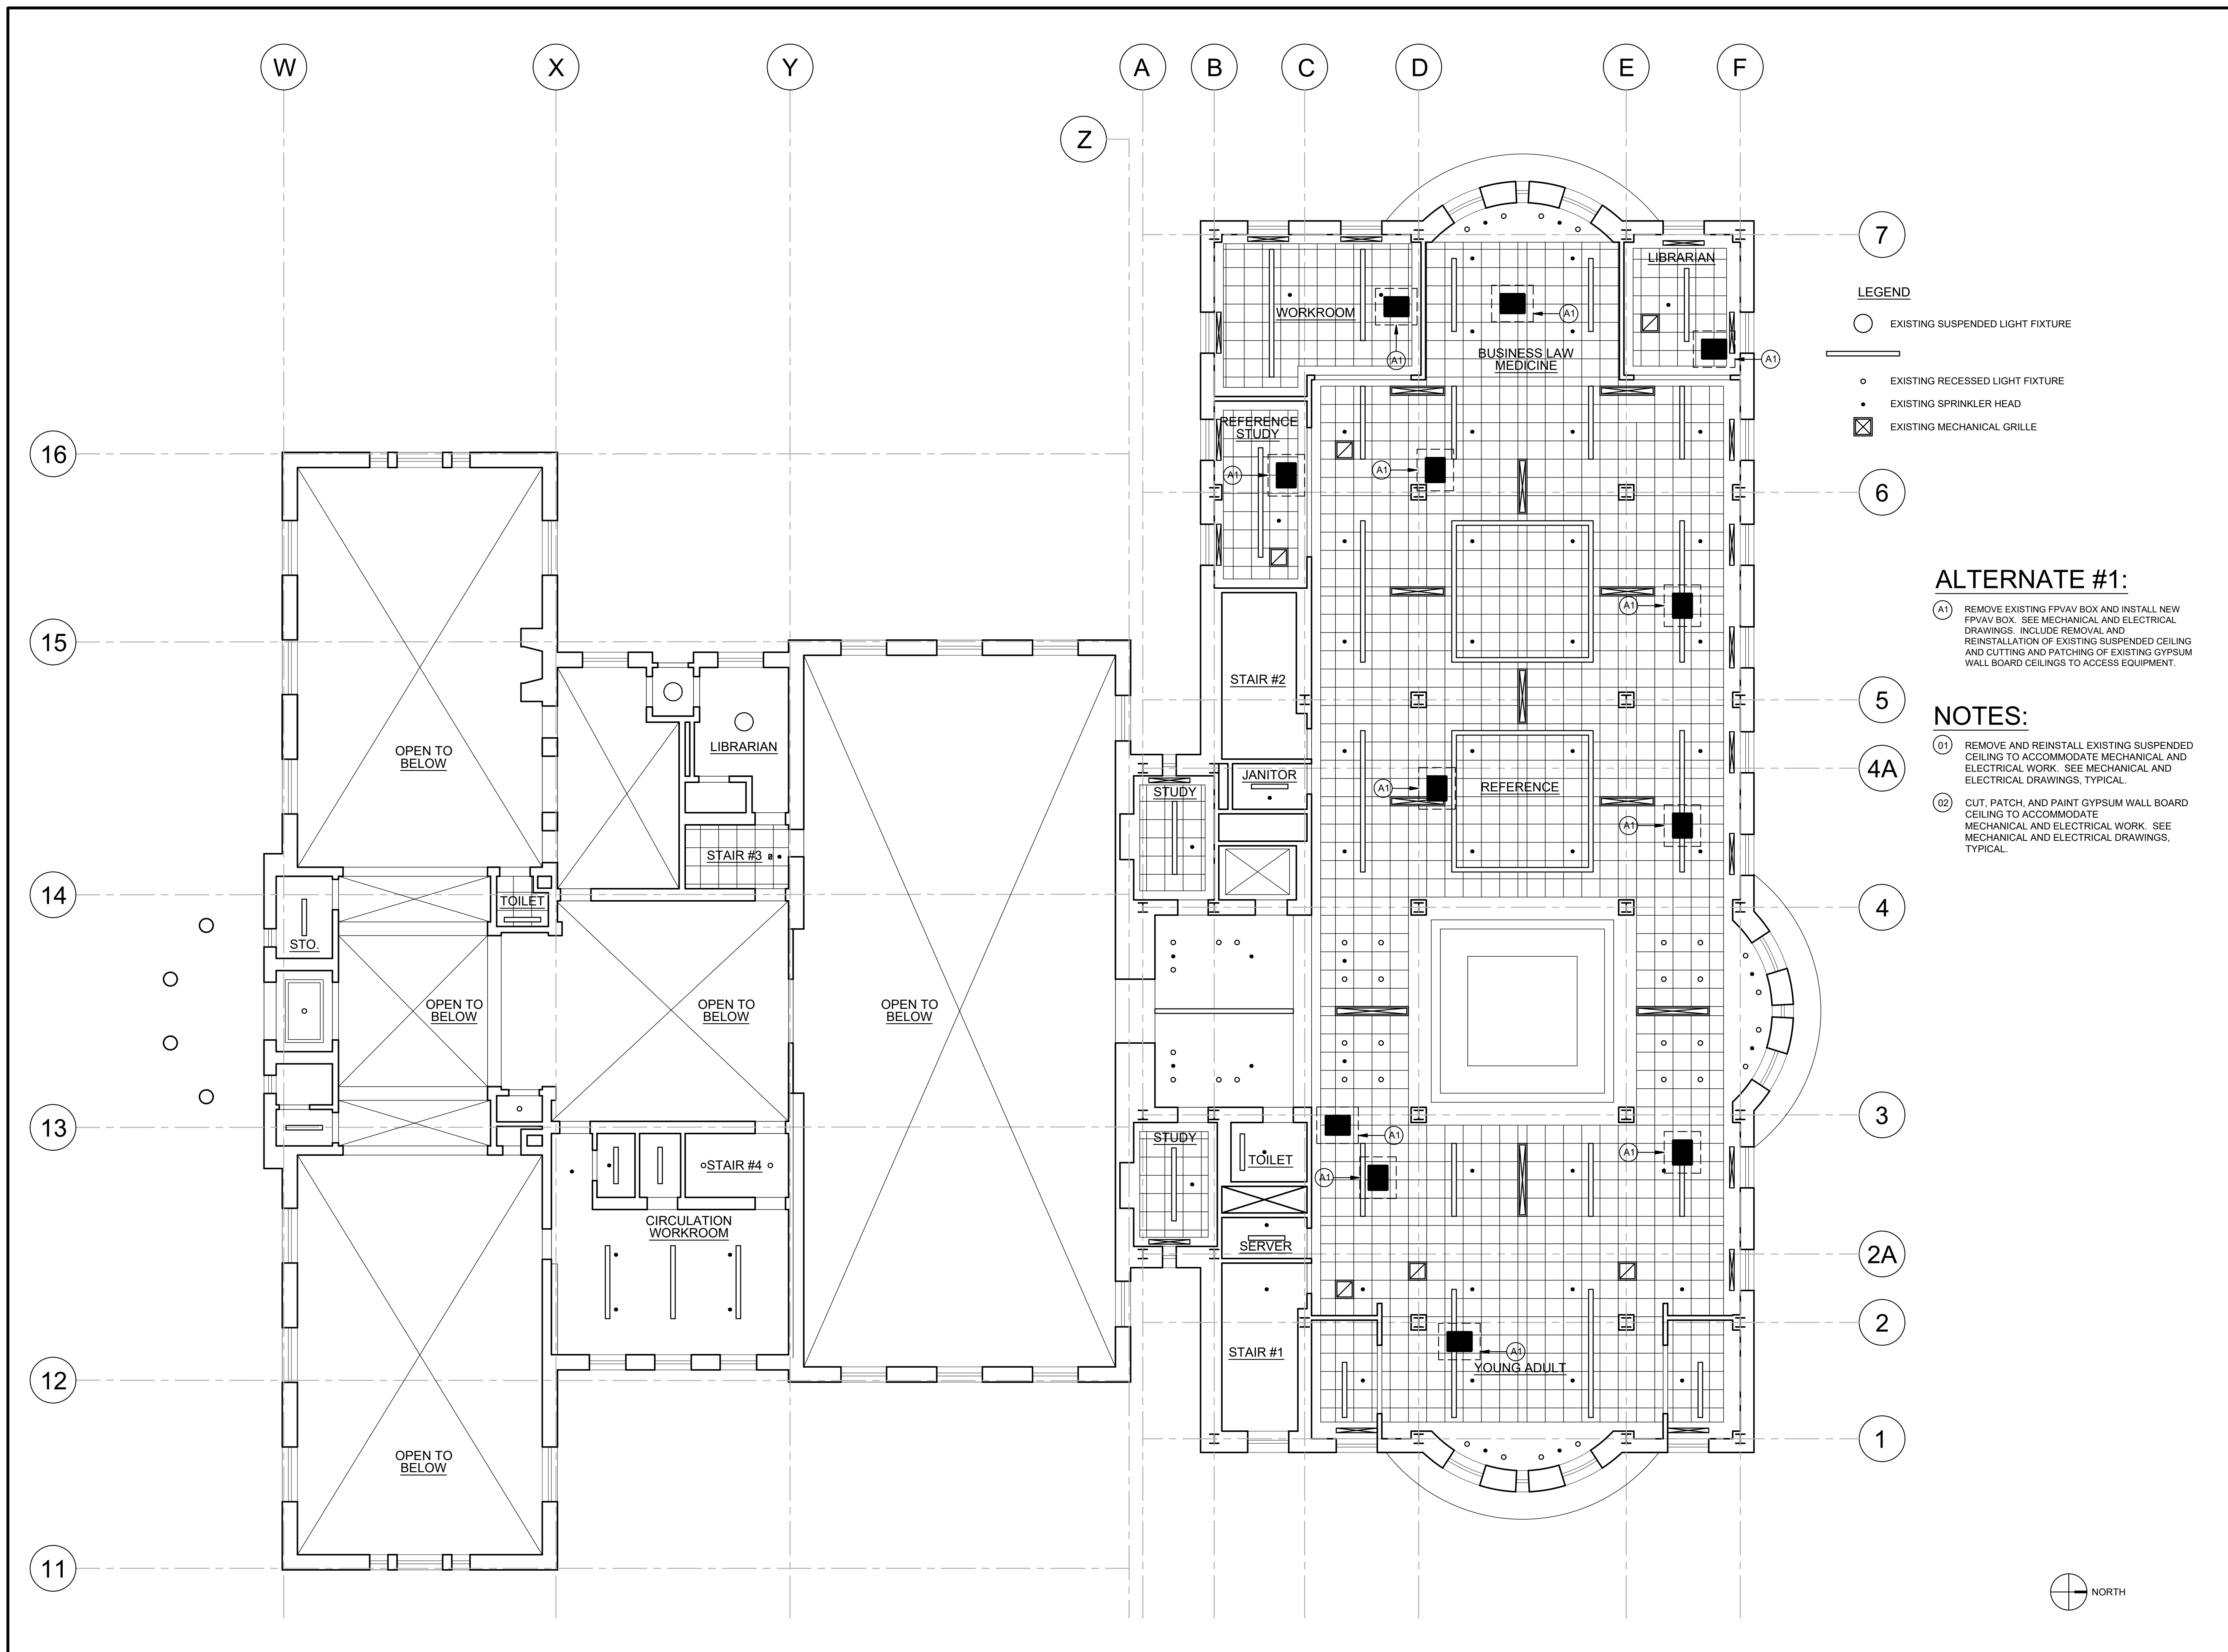 W
X
Y
A
B
C
D
E
F
Z
7
LIBRARIAN
LEGEND
WORKROOM
A1
A1
EXISTING SUSPENDED LIGHT FIXTURE
BUSINESS LAW
MEDICINE
A1
A1
EXISTING RECESSED LIGHT FIXTURE
EXISTING SPRINKLER HEAD
REFERENCE
STUDY
EXISTING MECHANICAL GRILLE
16
A1
A1
6
ALTERNATE #1:
A1
A1
REMOVE EXISTING FPVAV BOX AND INSTALL NEW
FPVAV BOX.  SEE MECHANICAL AND ELECTRICAL
DRAWINGS.  INCLUDE REMOVAL AND
REINSTALLATION OF EXISTING SUSPENDED CEILING
AND CUTTING AND PATCHING OF EXISTING GYPSUM
WALL BOARD CEILINGS TO ACCESS EQUIPMENT.
15
STAIR #2
5
NOTES:
OPEN TO
BELOW
LIBRARIAN
01
REMOVE AND REINSTALL EXISTING SUSPENDED
CEILING TO ACCOMMODATE MECHANICAL AND
ELECTRICAL WORK.  SEE MECHANICAL AND
ELECTRICAL DRAWINGS, TYPICAL.
4A
JANITOR
STUDY
A1
REFERENCE
02
CUT, PATCH, AND PAINT GYPSUM WALL BOARD
CEILING TO ACCOMMODATE
MECHANICAL AND ELECTRICAL WORK.  SEE
MECHANICAL AND ELECTRICAL DRAWINGS,
TYPICAL.
A1
STAIR #3
14
TOILET
4
STO.
OPEN TO
BELOW
OPEN TO
BELOW
OPEN TO
BELOW
13
3
STUDY
A1
TOILET
A1
A1
STAIR #4
CIRCULATION
WORKROOM
SERVER
2A
2
STAIR #1
A1
YOUNG ADULT
12
1
OPEN TO
BELOW
11
NORTH